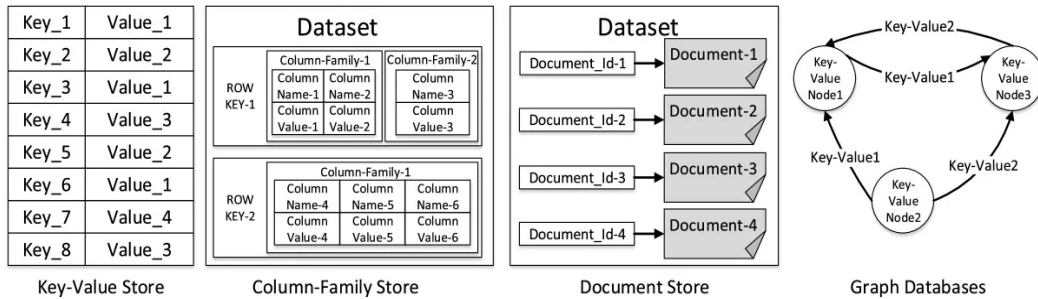 Key_1 Value_1
Key_2 Value_2
Key_3 Value_1
Key_4 Value_3
Key_5 Value_2
Key_6 Value_1
Key_7 Value_4
Key_8 Value_3
Key-Value Store
Dataset
ROW
KEY-1
Column-Family-1
Column
Name-1
Column
Name-2
Column
Value-1
Column
Value-2
Column-Family-2
Column
Name-3
Column
Value-3
ROW
KEY-2
Column-Family-1
Column
Name-4
Column
Name-5
Column
Name-6
Column
Value-4
Column
Value-5
Column
Value-6
Column-Family Store
Dataset
Document_Id-1
Document-1
Document_Id-2
Document-2
Document_Id-3
Document-3
Document_Id-4
Document-4
Document Store
Key-Value2
Key-
Value
Node1
Key-Value1
Key-
Value
Node3
Key-Value1
Key-Value2
Key-
Value
Node2
Graph Databases